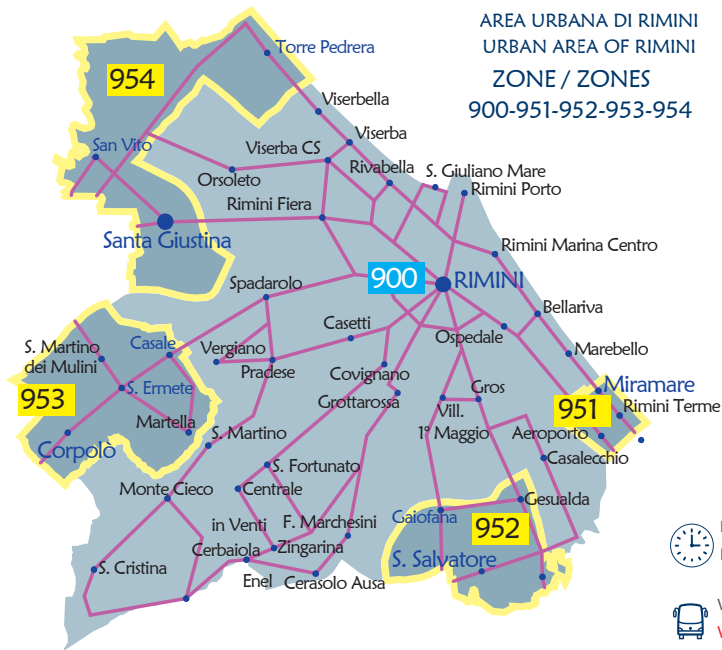 AREA URBANA DI RIMINI
URBAN AREA OF RIMINI
ZONE / ZONES
900-951-952-953-954
Torre Pedrera
954
Viserbella
San Vito
Viserba CS
Viserba
Orsoleto
Rivabella
S. Giuliano Mare
Rimini Porto
Rimini Fiera
Santa Giustina
Rimini Marina Centro
900
RIMINI
Spadarolo
Bellariva
Casetti
Ospedale
S. Martino
dei Mulini
Casale
Vergiano
Pradese
Marebello
953
S. Ermete
Covignano
Grottarossa
Gros
Miramare
951
Rimini Terme
Martella
Vill.
1° Maggio
Corpolò
S. Martino
Aeroporto
Casalecchio
S. Fortunato
Monte Cieco
Centrale
Gesualda
in Venti
F. Marchesini
Gaiofana
952
Cerbaiola
Zingarina
S. Salvatore
S. Cristina
Enel
Cerasolo Ausa